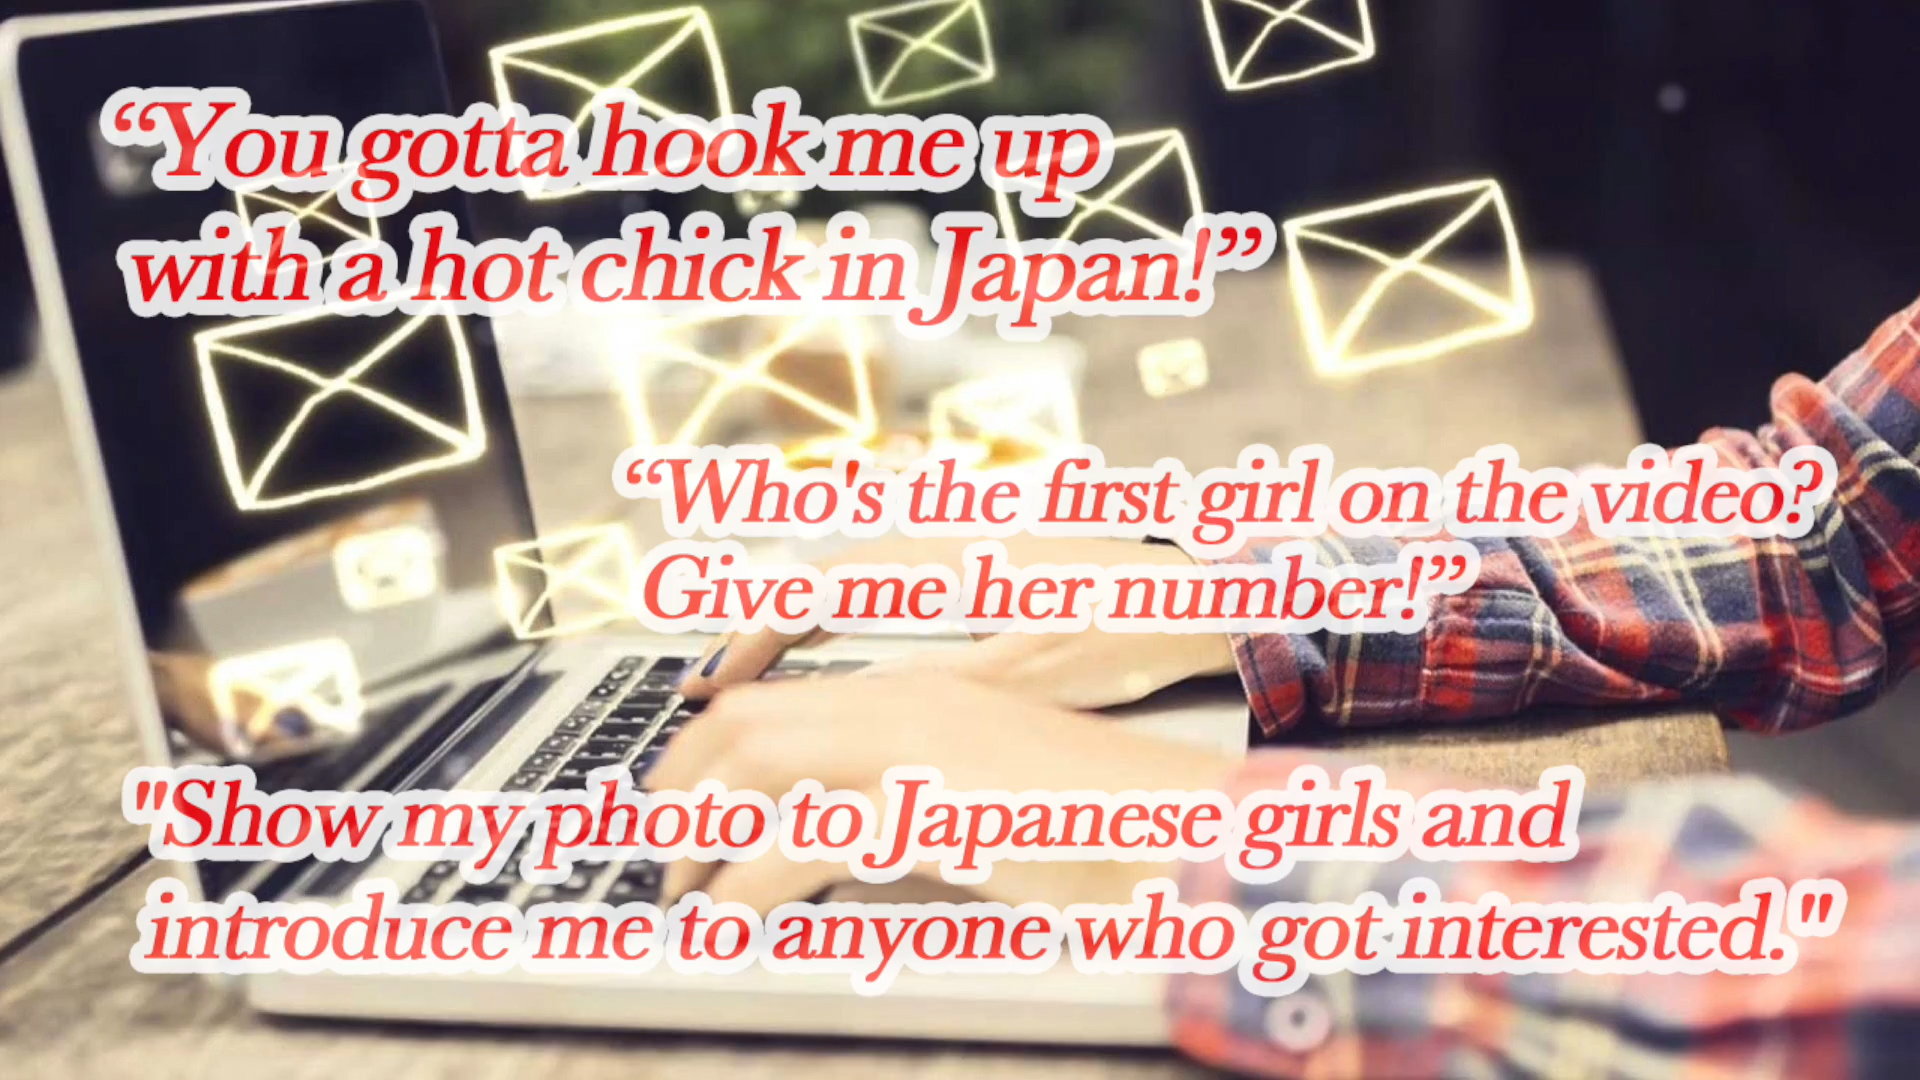 “You gotta hook me up
with a hot chick in Japan!”
“Who's the first girl on the video?
Give me her number!”
"Show my photo to Japanese girls and
introduce me to anyone who got interested."